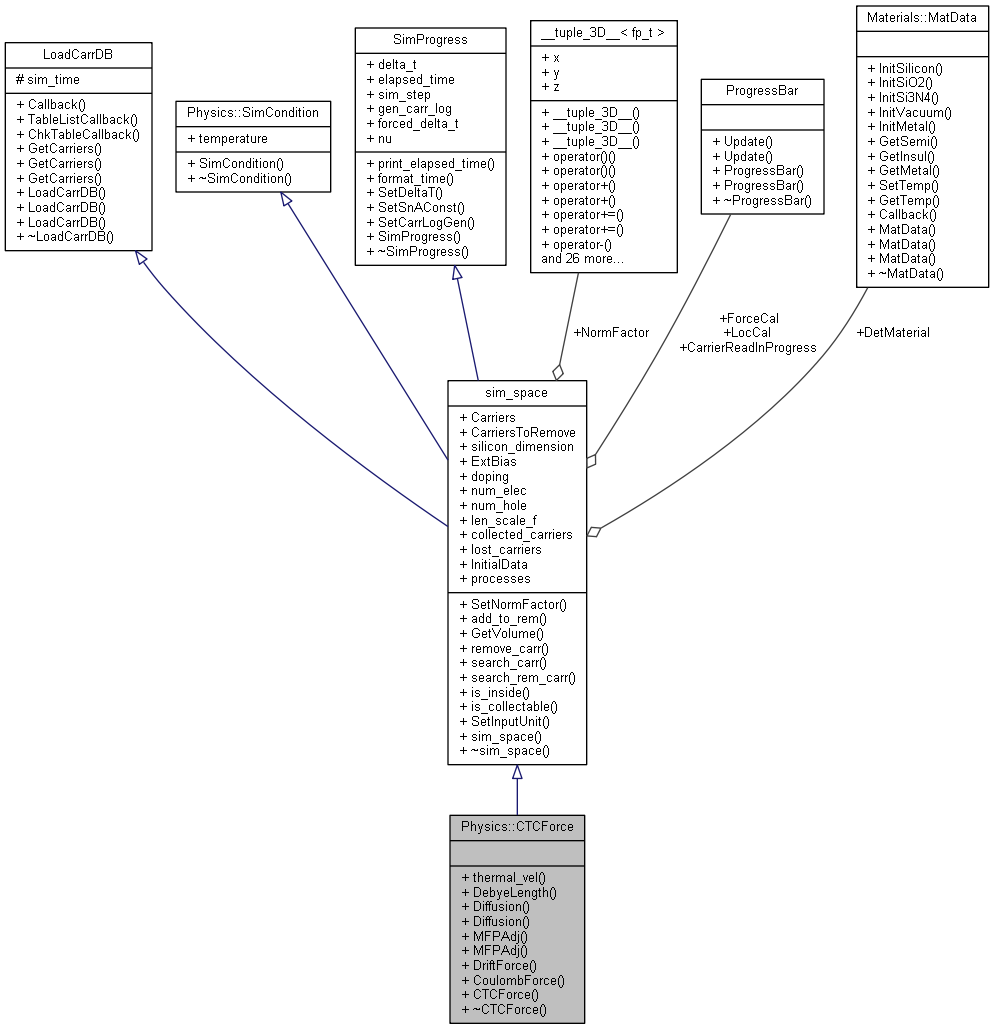 LoadCarrDB
# sim_time
+ Callback()
+ TableListCallback()
+ ChkTableCallback()
+ GetCarriers()
+ GetCarriers()
+ GetCarriers()
+ LoadCarrDB()
+ LoadCarrDB()
+ LoadCarrDB()
+ ~LoadCarrDB()
Physics::SimCondition
+ temperature
+ SimCondition()
+ ~SimCondition()
SimProgress
+ delta_t
+ elapsed_time
+ sim_step
+ gen_carr_log
+ forced_delta_t
+ nu
+ print_elapsed_time()
+ format_time()
+ SetDeltaT()
+ SetSnAConst()
+ SetCarrLogGen()
+ SimProgress()
+ ~SimProgress()
__tuple_3D__< fp_t >
+ x
+ y
+ z
+ __tuple_3D__()
+ __tuple_3D__()
+ __tuple_3D__()
+ operator()()
+ operator()()
+ operator+()
+ operator+()
+ operator+=()
+ operator+=()
+ operator-()
and 26 more...
ProgressBar
+ Update()
+ Update()
+ ProgressBar()
+ ProgressBar()
+ ~ProgressBar()
Materials::MatData
+ InitSilicon()
+ InitSiO2()
+ InitSi3N4()
+ InitVacuum()
+ InitMetal()
+ GetSemi()
+ GetInsul()
+ GetMetal()
+ SetTemp()
+ GetTemp()
+ Callback()
+ MatData()
+ MatData()
+ MatData()
+ ~MatData()
+NormFactor
+ForceCal
+LocCal
+CarrierReadInProgress
+DetMaterial
sim_space
+ Carriers
+ CarriersToRemove
+ silicon_dimension
+ ExtBias
+ doping
+ num_elec
+ num_hole
+ len_scale_f
+ collected_carriers
+ lost_carriers
+ InitialData
+ processes
+ SetNormFactor()
+ add_to_rem()
+ GetVolume()
+ remove_carr()
+ search_carr()
+ search_rem_carr()
+ is_inside()
+ is_collectable()
+ SetInputUnit()
+ sim_space()
+ ~sim_space()
Physics::CTCForce
+ thermal_vel()
+ DebyeLength()
+ Diffusion()
+ Diffusion()
+ MFPAdj()
+ MFPAdj()
+ DriftForce()
+ CoulombForce()
+ CTCForce()
+ ~CTCForce()